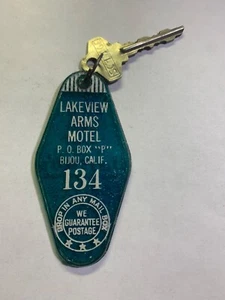 LAKEVIEW
ARMS
MOTEL
P. O. BOX "P"
BIJOU, CALIF.
134
DROP IN ANY MAIL BOX
WE
GUARANTEE
POSTAGE